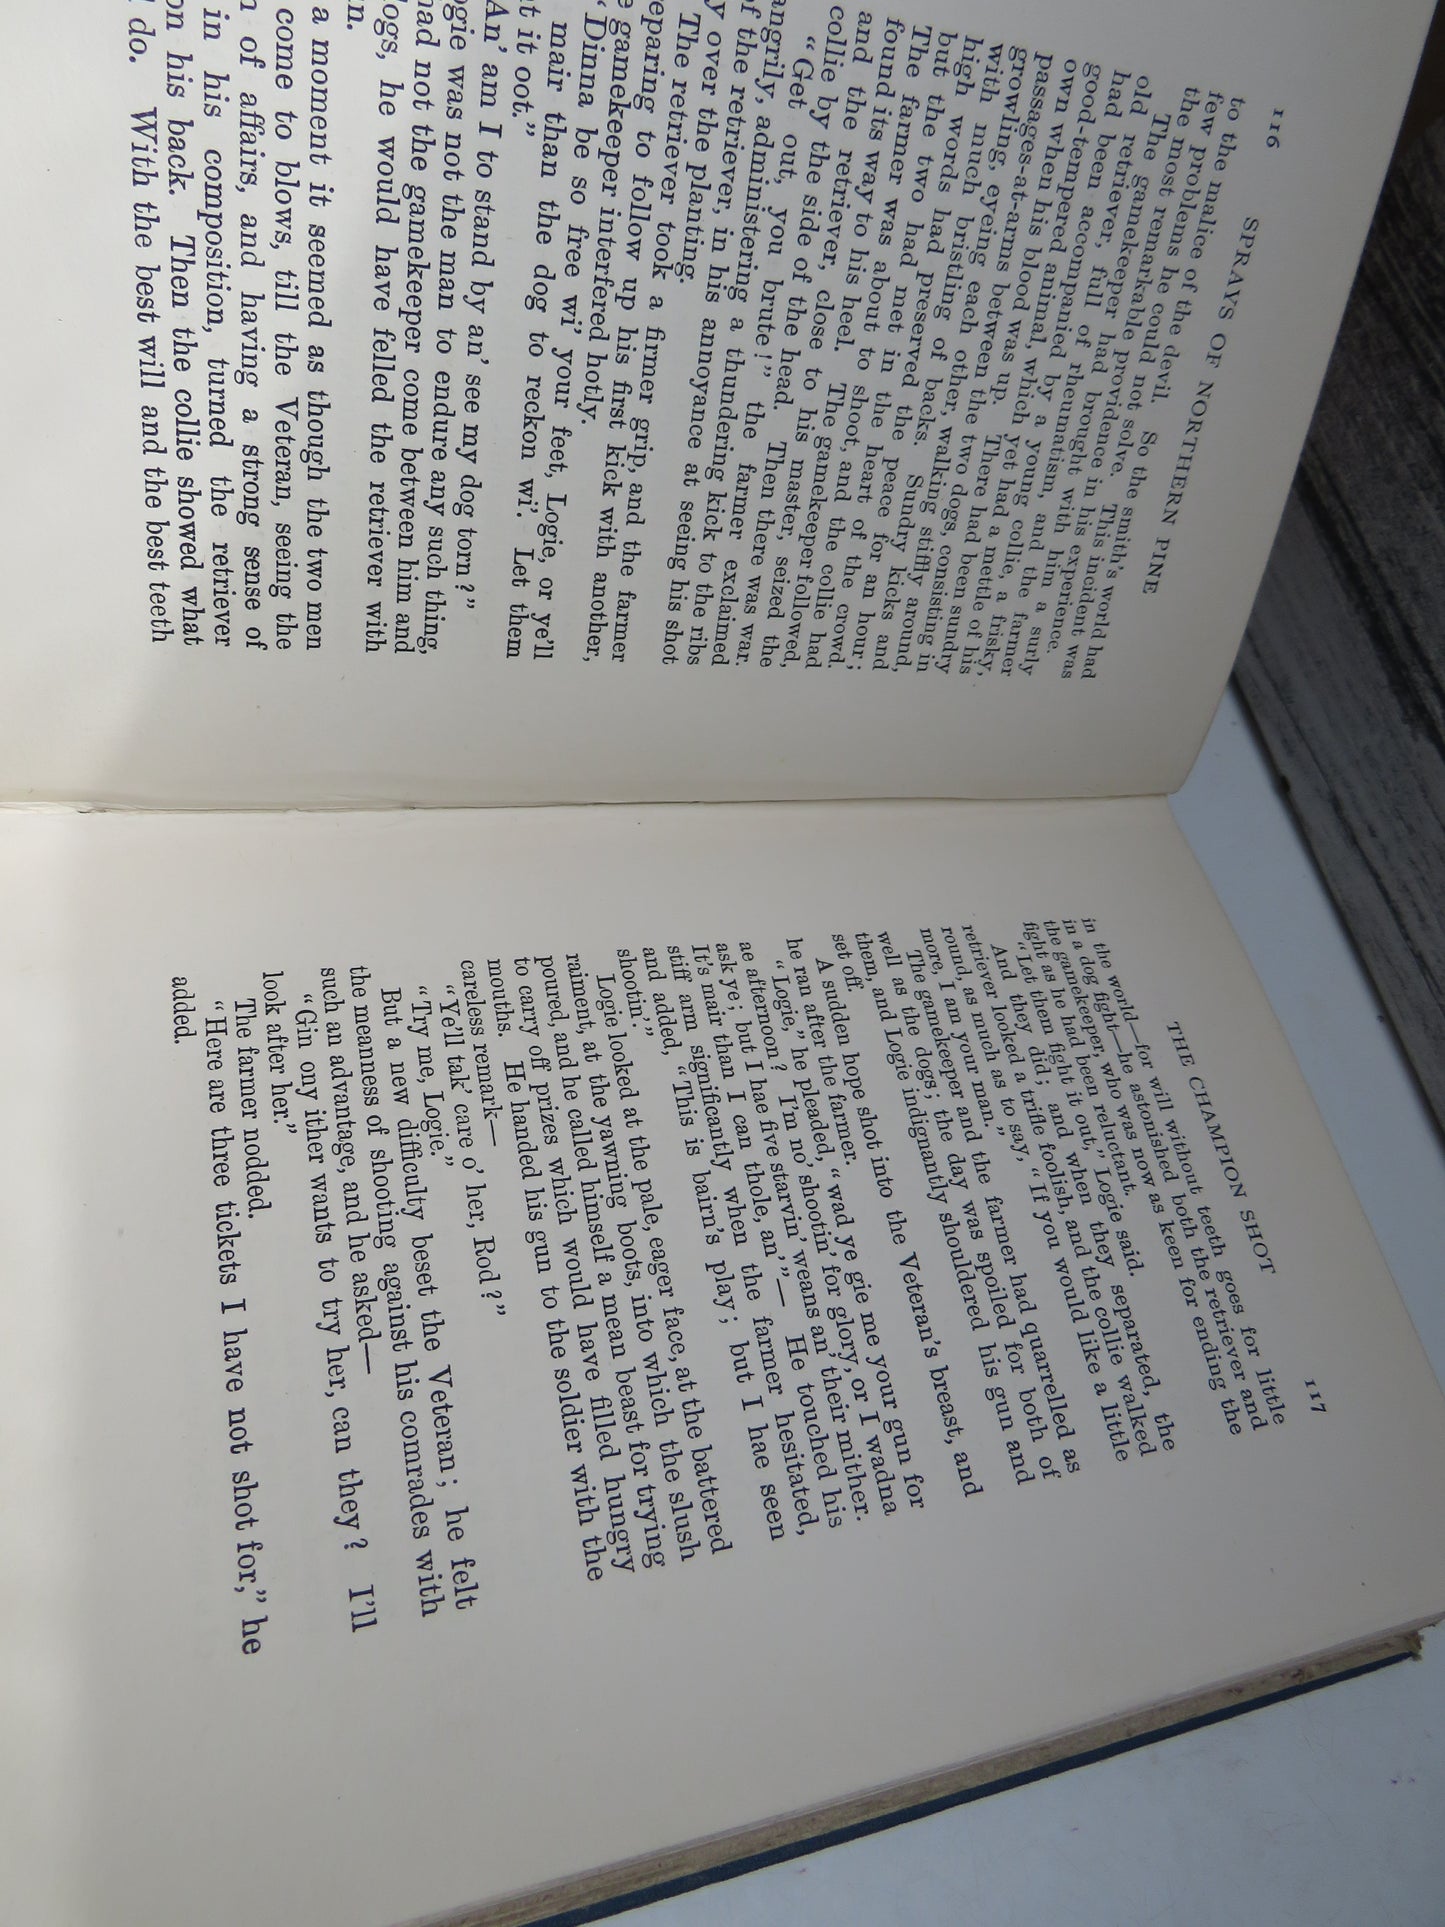 116 SPRAYS OF NORTHERN PINE
to the malice of the devil. So the smith's world had
few problems he could not solve. This incident was
the most remarkable providence in his experience.
The gamekeeper had brought with him a surly
old retriever, full of rheumatism, and the farmer
had been accompanied by a young collie, a frisky,
good-tempered animal, which yet had a mettle of his
own when his blood was up. There had been sundry
passages-at-arms between the two dogs, consisting in
growling, eyeing each other, walking stiffly around,
with much bristling of backs. Sundry kicks and
high words had preserved the peace for an hour;
but the two had met in the heart of the crowd.
The farmer was about to shoot, and the collie had
found its way to his heel. The gamekeeper followed,
and the retriever, close to his master, seized the
collie by the side of the head. Then there was war.
"Get out, you brute!" the farmer exclaimed
angrily, administering a thundering kick to the ribs
of the retriever, in his annoyance at seeing his shot
y over the planting.
The retriever took a firmer grip, and the farmer
eparing to follow up his first kick with another,
e gamekeeper interfered hotly.
"Dinna be so free wi' your feet, Logie, or ye'll
mair than the dog to reckon wi'. Let them
t it oot."
An' am I to stand by an' see my dog torn?"
ogie was not the man to endure any such thing,
had not the gamekeeper come between him and
dogs, he would have felled the retriever with
n.
a moment it seemed as though the two men
come to blows, till the Veteran, seeing the
of affairs, and having a strong sense of
in his composition, turned the retriever
on his back. Then the collie showed what
do. With the best will and the best teeth
THE CHAMPION SHOT 117
in the world—for will without teeth goes for little
in a dog fight—he astonished both the retriever and
the gamekeeper, who was now as keen for ending the
fight as he had been reluctant.
"Let them fight it out," Logie said.
And they did; and when they separated, the
retriever looked a trifle foolish, and the collie walked
round, as much as to say, "If you would like a little
more, I am your man."
The gamekeeper and the farmer had quarrelled as
well as the dogs; the day was spoiled for both of
them, and Logie indignantly shouldered his gun and
set off.
A sudden hope shot into the Veteran's breast, and
he ran after the farmer.
"Logie," he pleaded, "wad ye gie me your gun for
ae afternoon? I'm no' shootin' for glory, or I wadna
ask ye; but I hae five starvin' weans an' their mither.
It's mair than I can thole, an'"— He touched his
stiff arm significantly when the farmer hesitated,
and added, "This is bairn's play; but I hae seen
shootin'."
Logie looked at the pale, eager face, at the battered
raiment, at the yawning boots, into which the slush
poured, and he called himself a mean beast for trying
to carry off prizes which would have filled hungry
mouths. He handed his gun to the soldier with the
careless remark—
"Ye'll tak' care o' her, Rod?"
"Try me, Logie."
But a new difficulty beset the Veteran; he felt
the meanness of shooting against his comrades with
such an advantage, and he asked—
"Gin ony ither wants to try her, can they? I'll
look after her."
The farmer nodded.
"Here are three tickets I have not shot for," he
added.